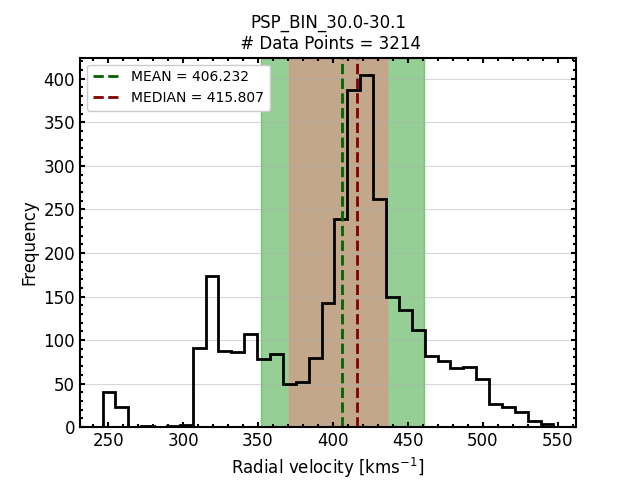 PSP_BIN_30.0-30.1
# Data Points = 3214
MEAN = 406.232
MEDIAN = 415.807
Frequency
400
350
300
250
200
150
100
50
0
250 300 350 400 450 500 550
Radial velocity [kms⁻¹]